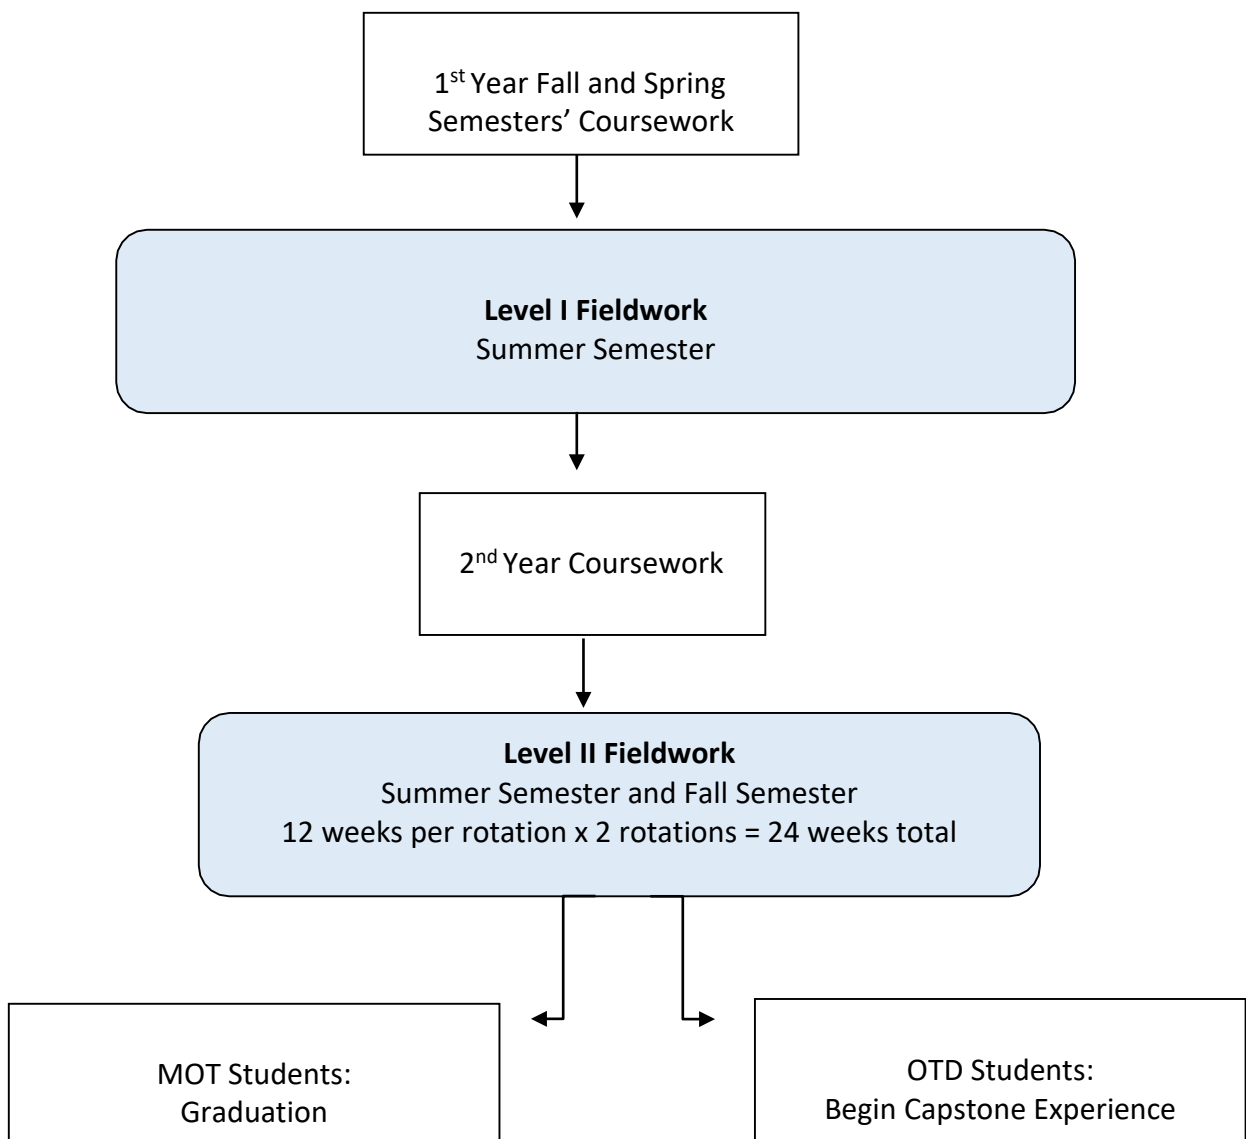 1st Year Fall and Spring
Semesters’ Coursework
Level I Fieldwork
Summer Semester
2nd Year Coursework
Level II Fieldwork
Summer Semester and Fall Semester
12 weeks per rotation x 2 rotations = 24 weeks total
MOT Students:
Graduation
OTD Students:
Begin Capstone Experience